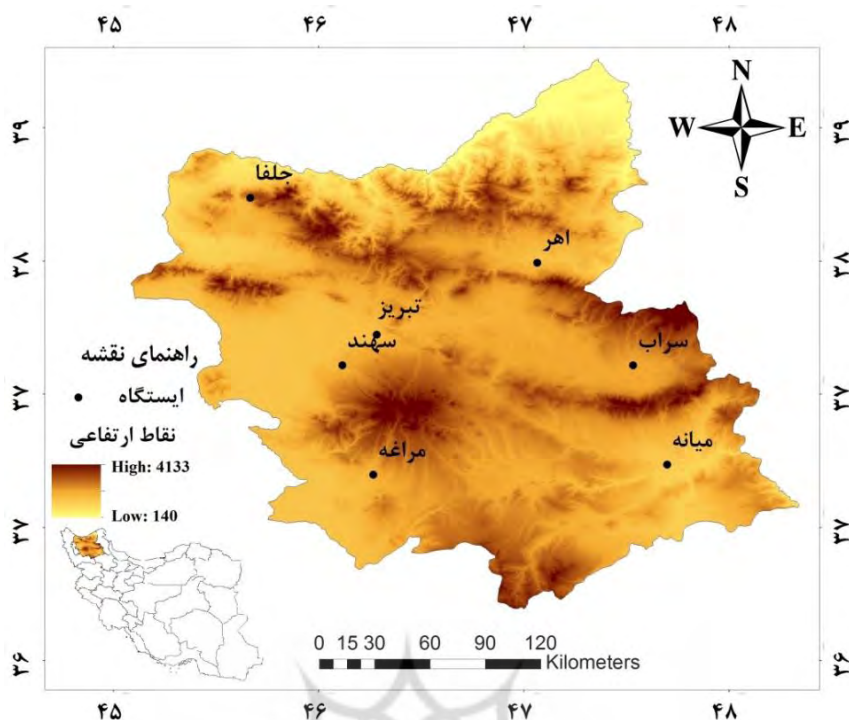 ۴۵ ۴۶ ۴۷ ۴۸
N
W E
S
۳۹
۳۸
۳۷
۳۷
۳۶
جلفا
اهر
تبریز
سهند
سراب
مراغه
میانه
راهنمای نقشه
ایستگاه
نقاط ارتفاعی
High: 4133
Low: 140
0 15 30 60 90 120
Kilometers
۳۹
۳۸
۳۷
۳۷
۳۶
۴۵ ۴۶ ۴۷ ۴۸